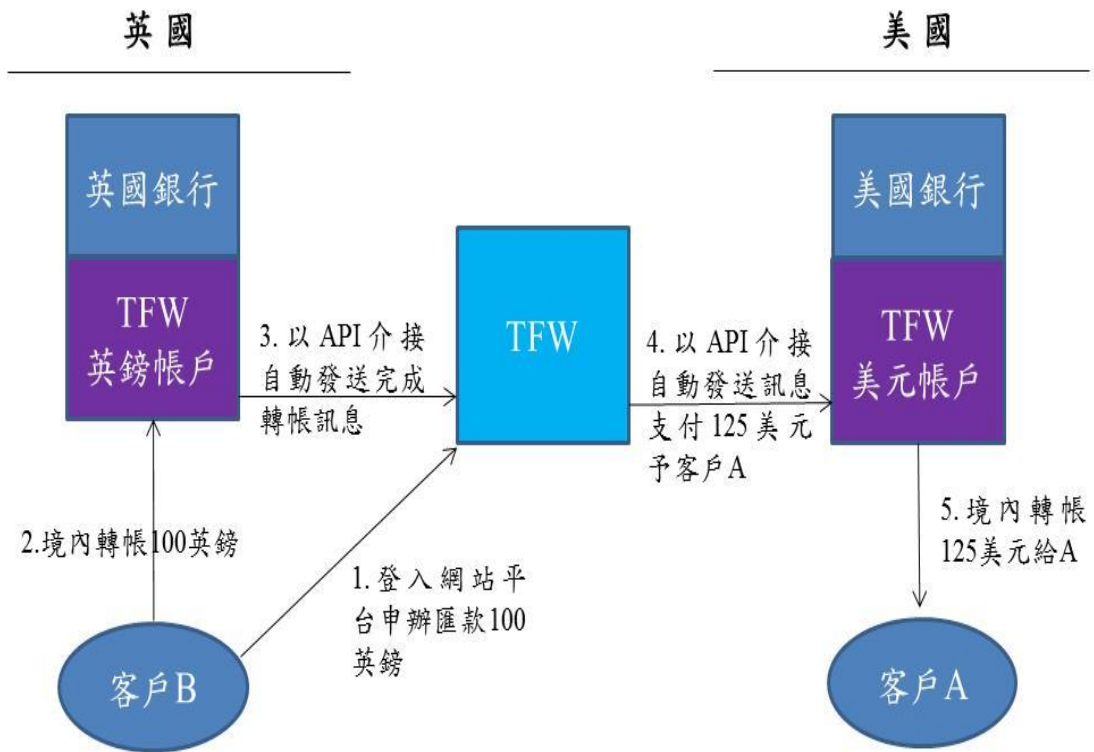 英國
美國
英國銀行
TFW
英鎊帳戶
美國銀行
TFW
美元帳戶
TFW
3. 以 API 介接
自動發送完成
轉帳訊息
4. 以 API 介接
自動發送訊息
支付 125 美元
予客戶A
2.境內轉帳100英鎊
1. 登入網站平
台申辦匯款100
英鎊
5. 境內轉帳
125美元給A
客戶B
客戶A